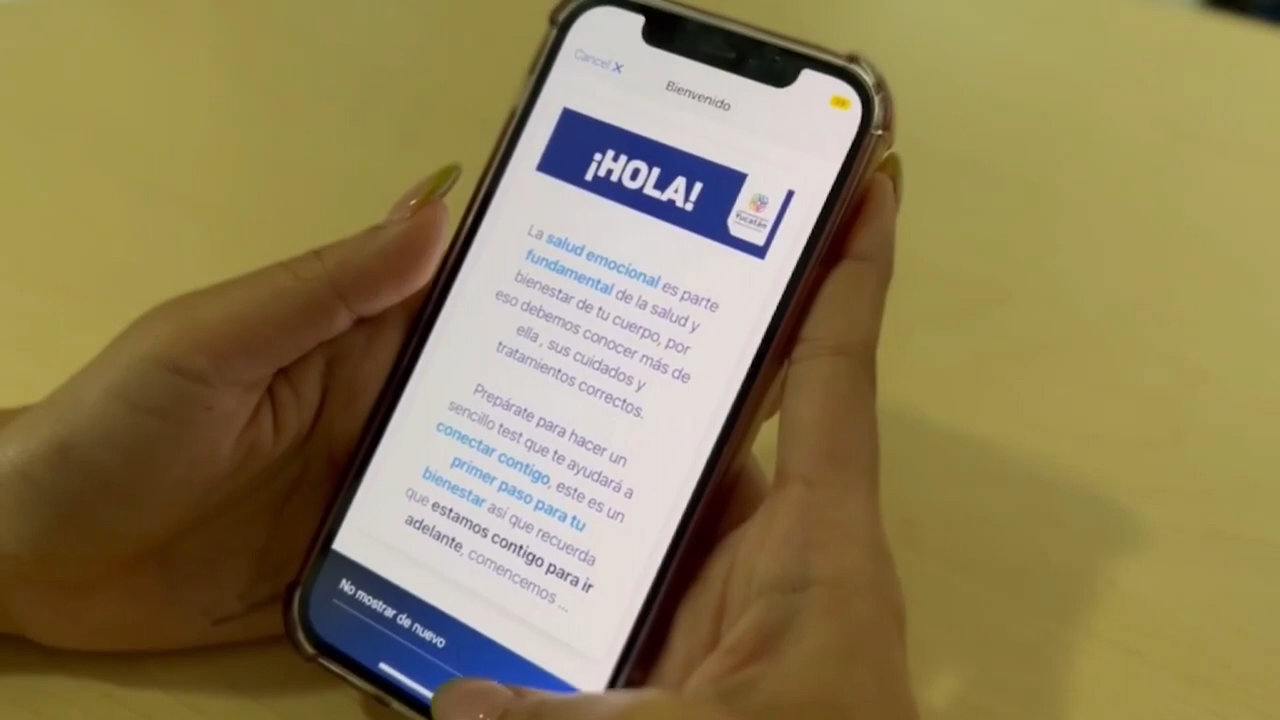 Cancel X
Bienvenido
¡HOLA!
Yucatán
La salud emocional es parte
fundamental de la salud y
bienestar de tu cuerpo, por
eso debemos conocer más de
ella , sus cuidados y
tratamientos correctos.
Prepárate para hacer un
sencillo test que te ayudará a
conectar contigo, este es un
primer paso para tu
bienestar así que recuerda
que estamos contigo para ir
adelante, comencemos ...
No mostrar de nuevo